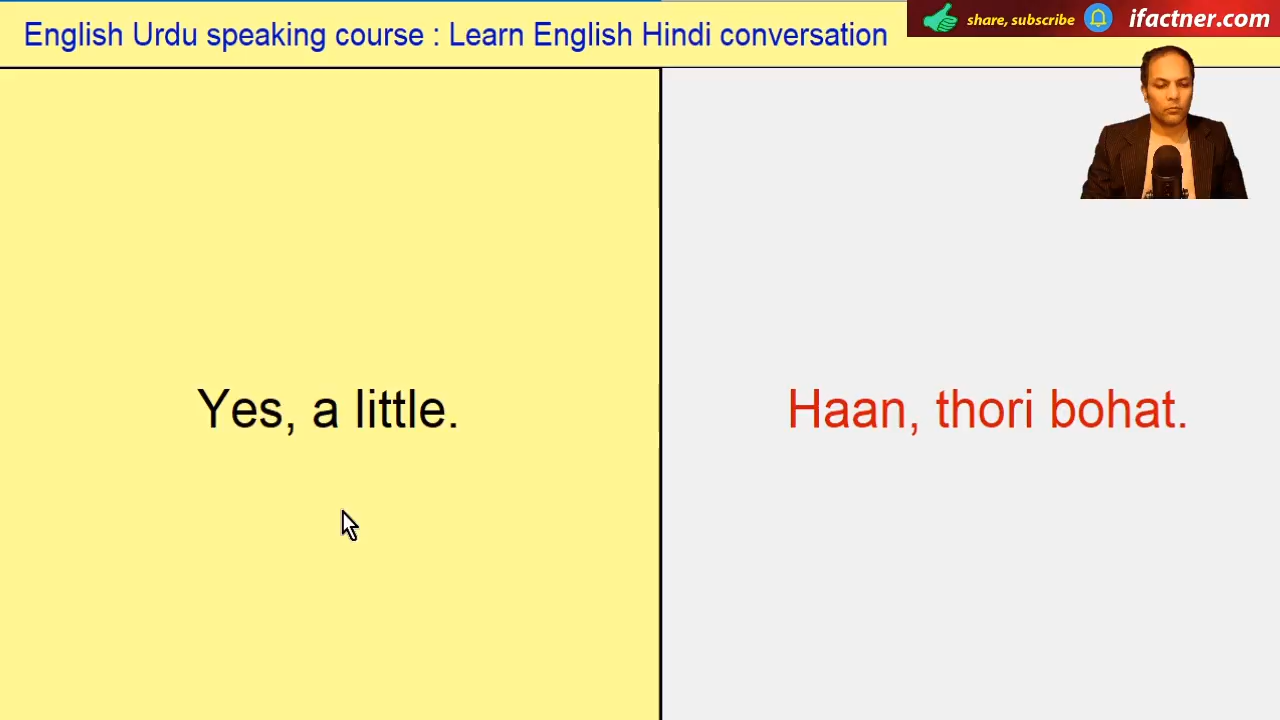 English Urdu speaking course : Learn English Hindi conversation
share, subscribe
ifactner.com
Yes, a little.
Haan, thori bohat.